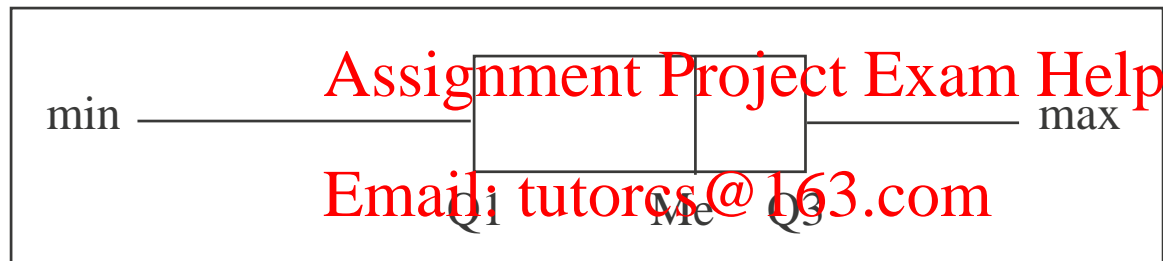 Assignment Project Exam Help
min max
Email: tutorcs@163.com
Q1 Me Q3